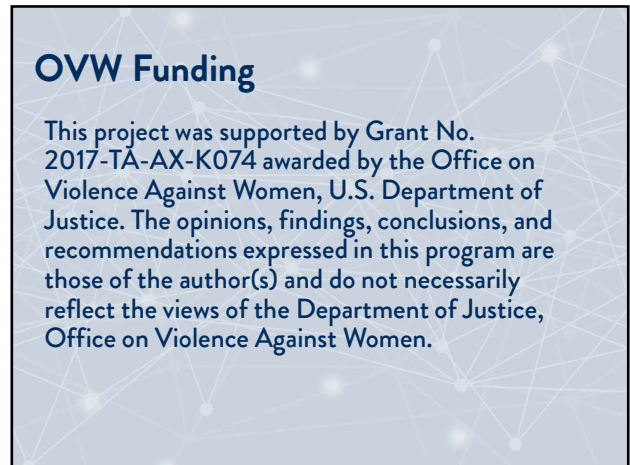 OVW Funding
This project was supported by Grant No.
2017-TA-AX-K074 awarded by the Office on
Violence Against Women, U.S. Department of
Justice. The opinions, findings, conclusions, and
recommendations expressed in this program are
those of the author(s) and do not necessarily
reflect the views of the Department of Justice,
Office on Violence Against Women.